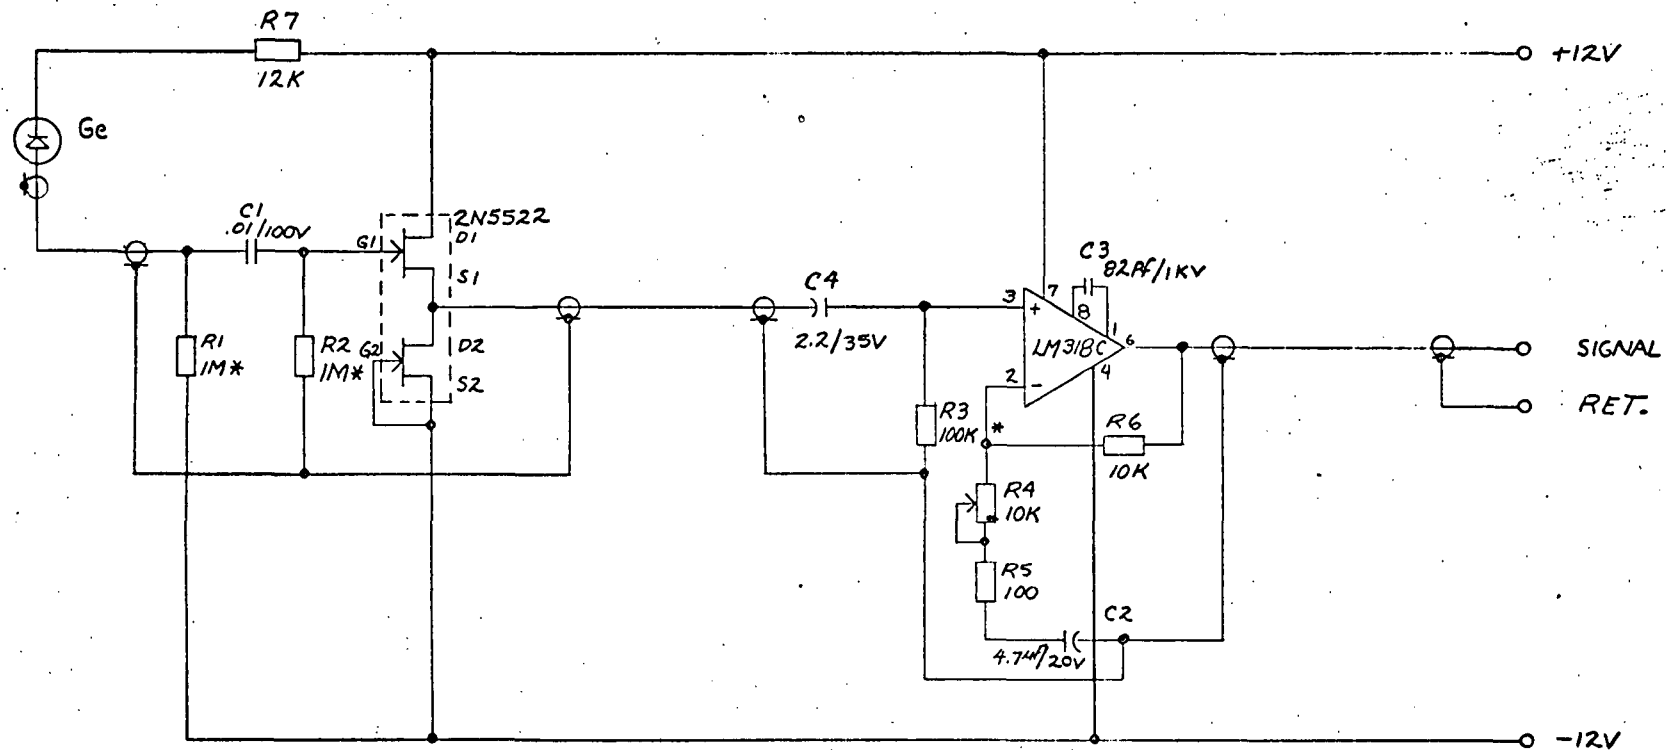 R7
12K
+12V
Ge
C1
.01/100V
2N5522
G1
D1
S1
C3
82Pf/1KV
C4
2.2/35V
3
7
8
1
+
LM318C
6
SIGNAL
R1
1M*
R2
1M*
G2
D2
S2
2
-
4
RET.
R3
100K
*
R6
10K
R4
10K
R5
100
C2
4.7uf/20V
-12V